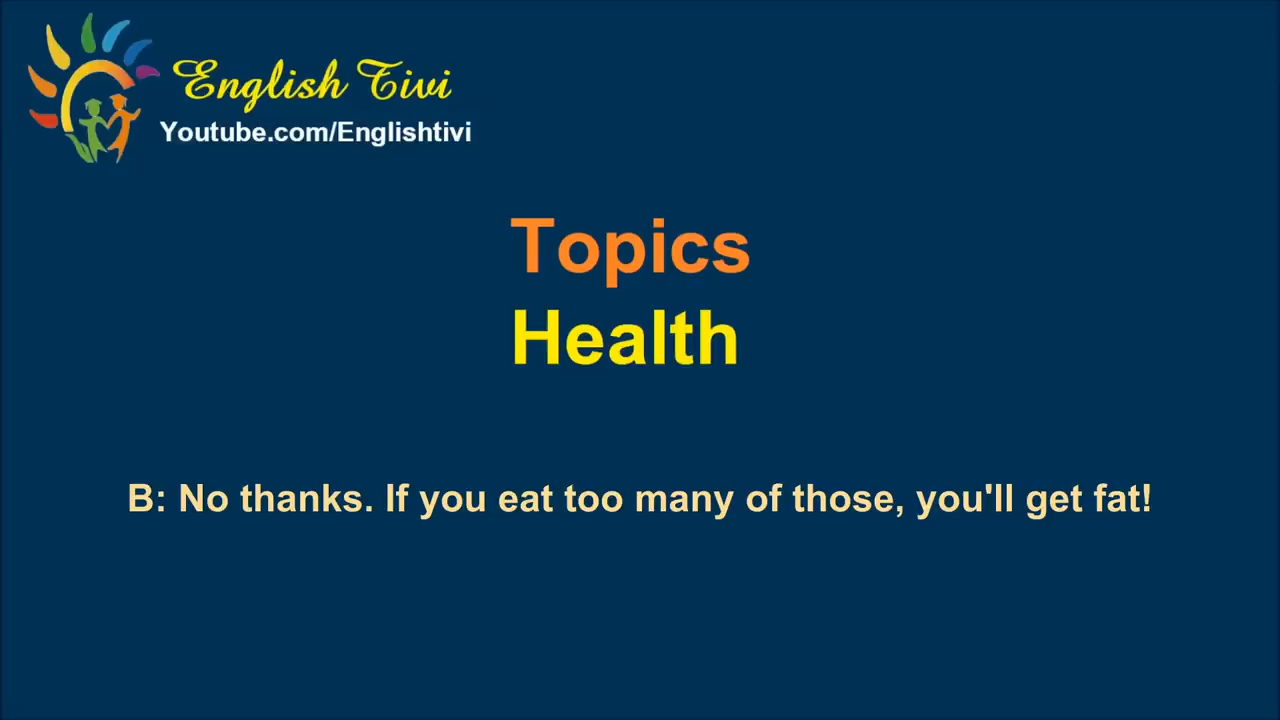 English Tivi
Youtube.com/Englishtivi
Topics
Health
B: No thanks. If you eat too many of those, you'll get fat!